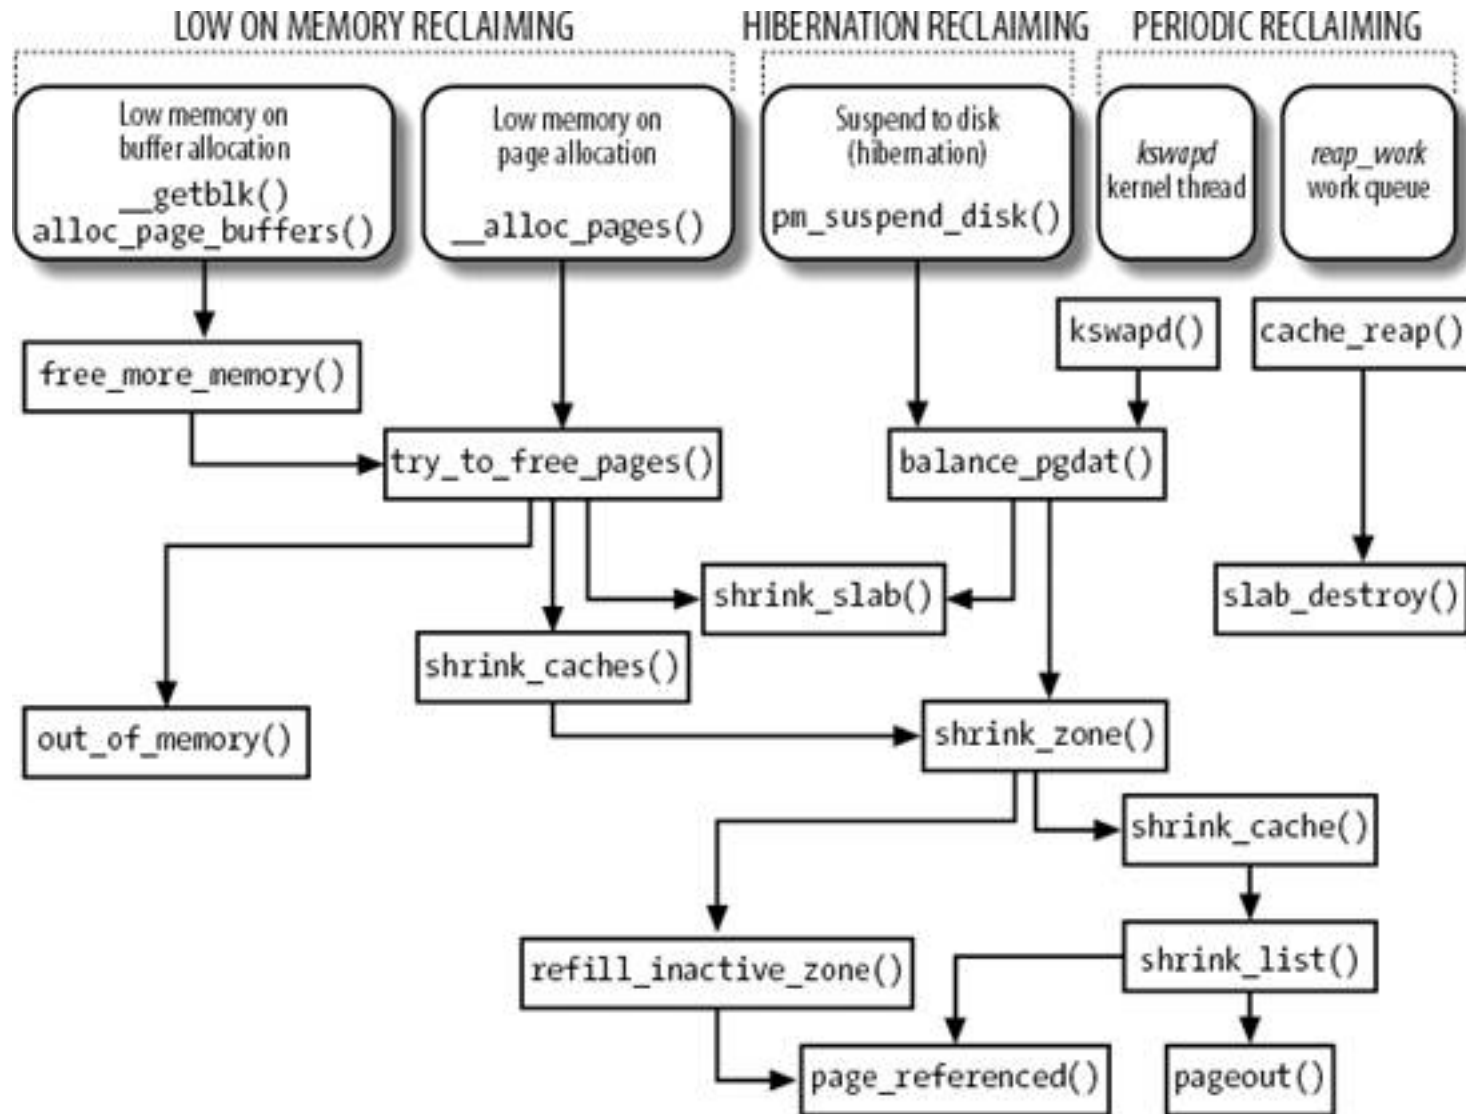 LOW ON MEMORY RECLAIMING
HIBERNATION RECLAIMING
PERIODIC RECLAIMING
Low memory on
buffer allocation
__getblk()
alloc_page_buffers()
Low memory on
page allocation
__alloc_pages()
Suspend to disk
(hibernation)
pm_suspend_disk()
kswapd
kernel thread
reap_work
work queue
free_more_memory()
kswapd()
cache_reap()
try_to_free_pages()
balance_pgdat()
shrink_slab()
slab_destroy()
shrink_caches()
out_of_memory()
shrink_zone()
shrink_cache()
refill_inactive_zone()
shrink_list()
page_referenced()
pageout()